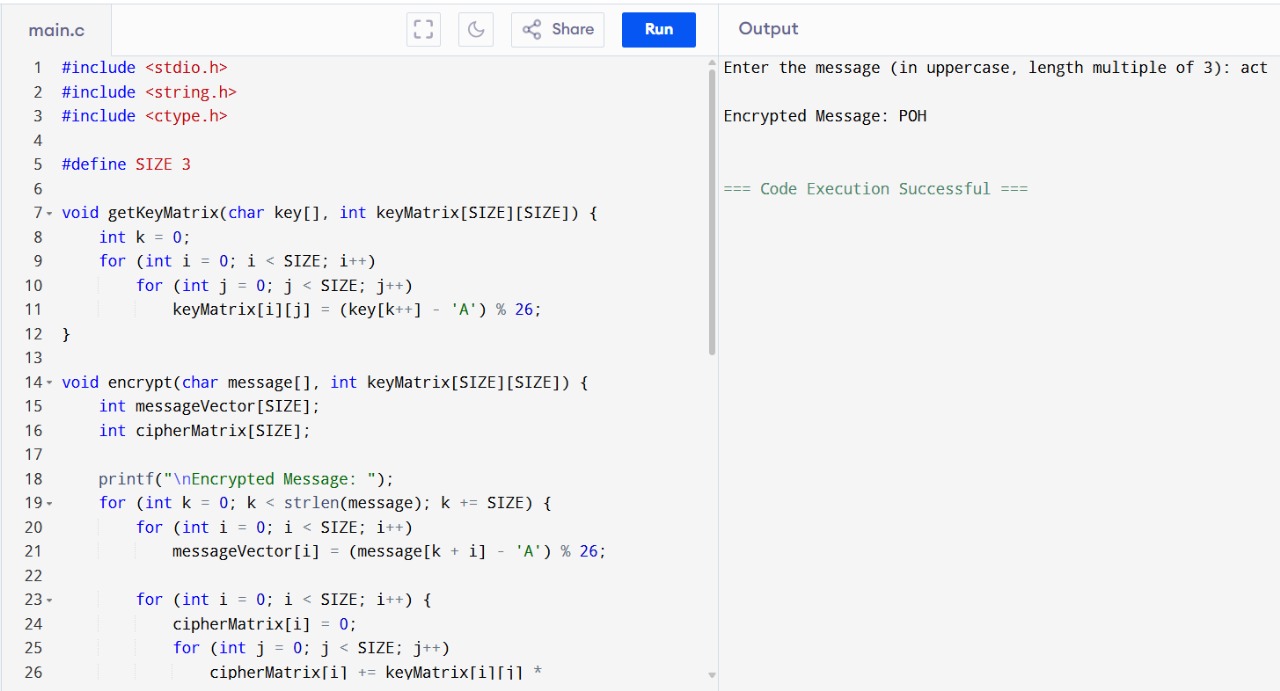 main.c
Share
Run
Output
1 #include <stdio.h>
2 #include <string.h>
3 #include <ctype.h>
4
5 #define SIZE 3
6
7 void getKeyMatrix(char key[], int keyMatrix[SIZE][SIZE]) {
8     int k = 0;
9     for (int i = 0; i < SIZE; i++)
10         for (int j = 0; j < SIZE; j++)
11             keyMatrix[i][j] = (key[k++] - 'A') % 26;
12 }
13
14 void encrypt(char message[], int keyMatrix[SIZE][SIZE]) {
15     int messageVector[SIZE];
16     int cipherMatrix[SIZE];
17
18     printf("\nEncrypted Message: ");
19     for (int k = 0; k < strlen(message); k += SIZE) {
20         for (int i = 0; i < SIZE; i++)
21             messageVector[i] = (message[k + i] - 'A') % 26;
22
23         for (int i = 0; i < SIZE; i++) {
24             cipherMatrix[i] = 0;
25             for (int j = 0; j < SIZE; j++)
26                 cipherMatrix[i] += keyMatrix[i][j] *
Enter the message (in uppercase, length multiple of 3): act
Encrypted Message: POH
=== Code Execution Successful ===